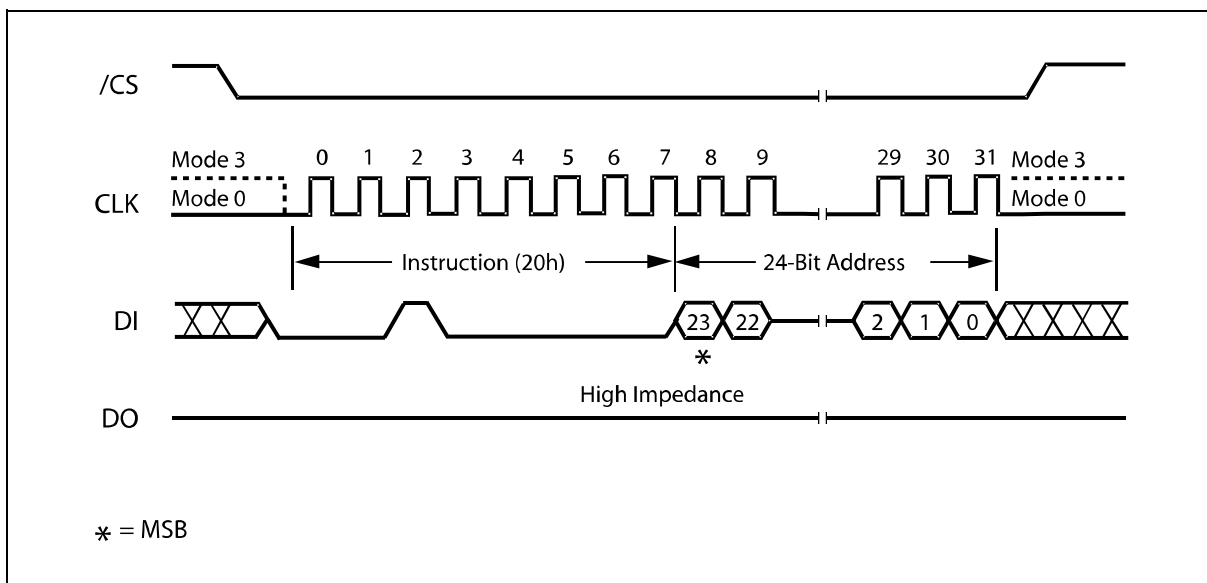 /CS
Mode 3 0 1 2 3 4 5 6 7 8 9 29 30 31 Mode 3
CLK Mode 0 Mode 0
Instruction (20h) 24-Bit Address
DI 23 22 2 1 0
*
High Impedance
DO
* = MSB